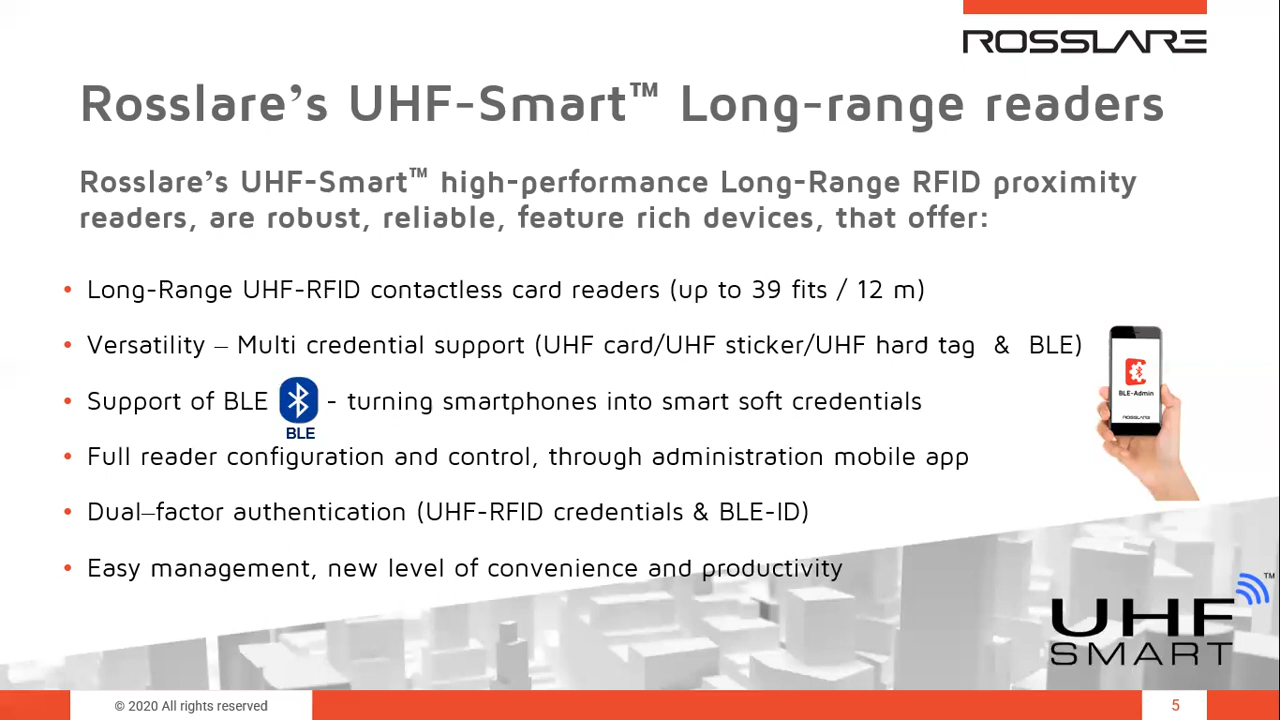 ROSSLARE
Rosslare’s UHF-Smart™ Long-range readers
Rosslare’s UHF-Smart™ high-performance Long-Range RFID proximity
readers, are robust, reliable, feature rich devices, that offer:
• Long-Range UHF-RFID contactless card readers (up to 39 fits / 12 m)
• Versatility – Multi credential support (UHF card/UHF sticker/UHF hard tag & BLE)
• Support of BLE - turning smartphones into smart soft credentials
BLE
• Full reader configuration and control, through administration mobile app
• Dual–factor authentication (UHF-RFID credentials & BLE-ID)
• Easy management, new level of convenience and productivity
BLE-Admin
ROSSLARE
UHF™
SMART
© 2020 All rights reserved
5